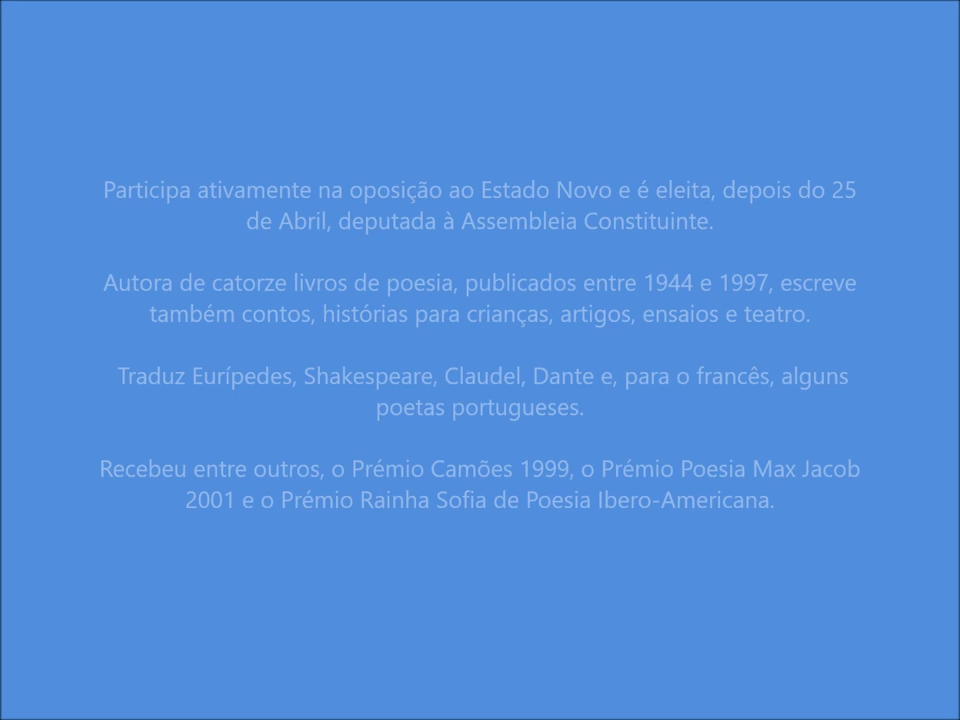 Participa ativamente na oposição ao Estado Novo e é eleita, depois do 25
de Abril, deputada à Assembleia Constituinte.
Autora de catorze livros de poesia, publicados entre 1944 e 1997, escreve
também contos, histórias para crianças, artigos, ensaios e teatro.
Traduz Eurípedes, Shakespeare, Claudel, Dante e, para o francês, alguns
poetas portugueses.
Recebeu entre outros, o Prémio Camões 1999, o Prémio Poesia Max Jacob
2001 e o Prémio Rainha Sofia de Poesia Ibero-Americana.